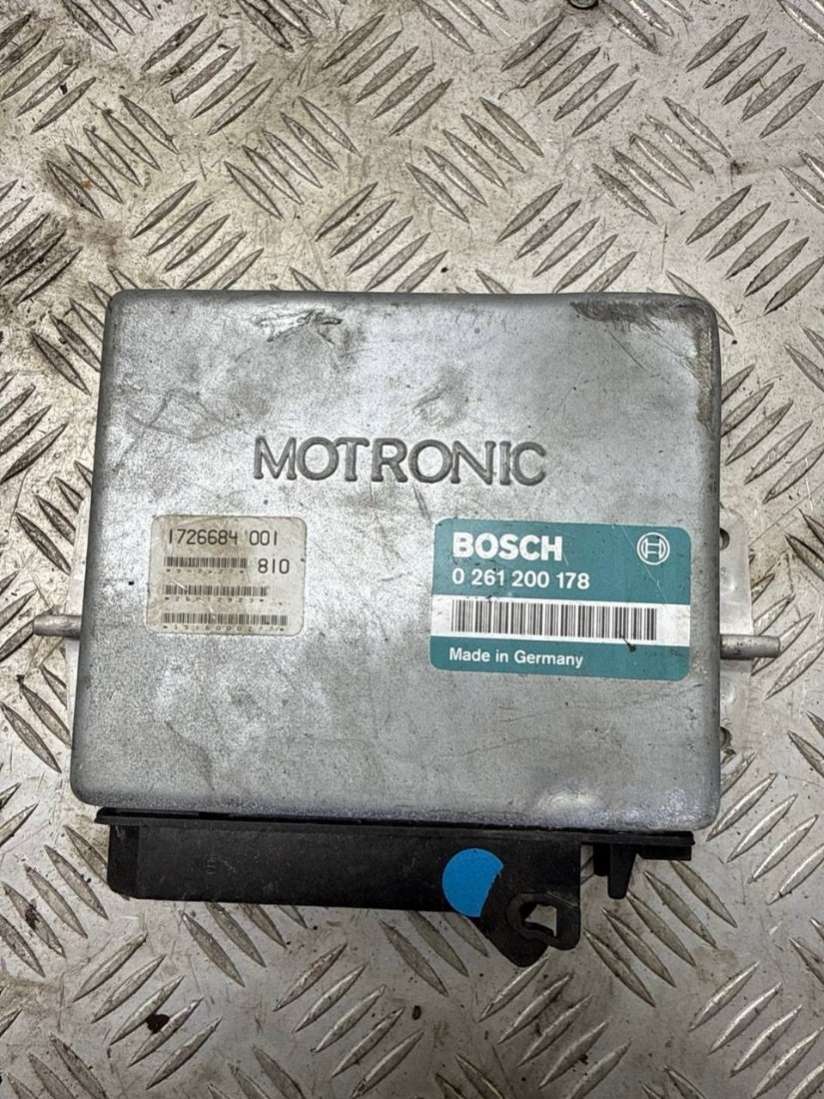 MOTRONIC
1726684 001
810
BOSCH
0 261 200 178
Made in Germany